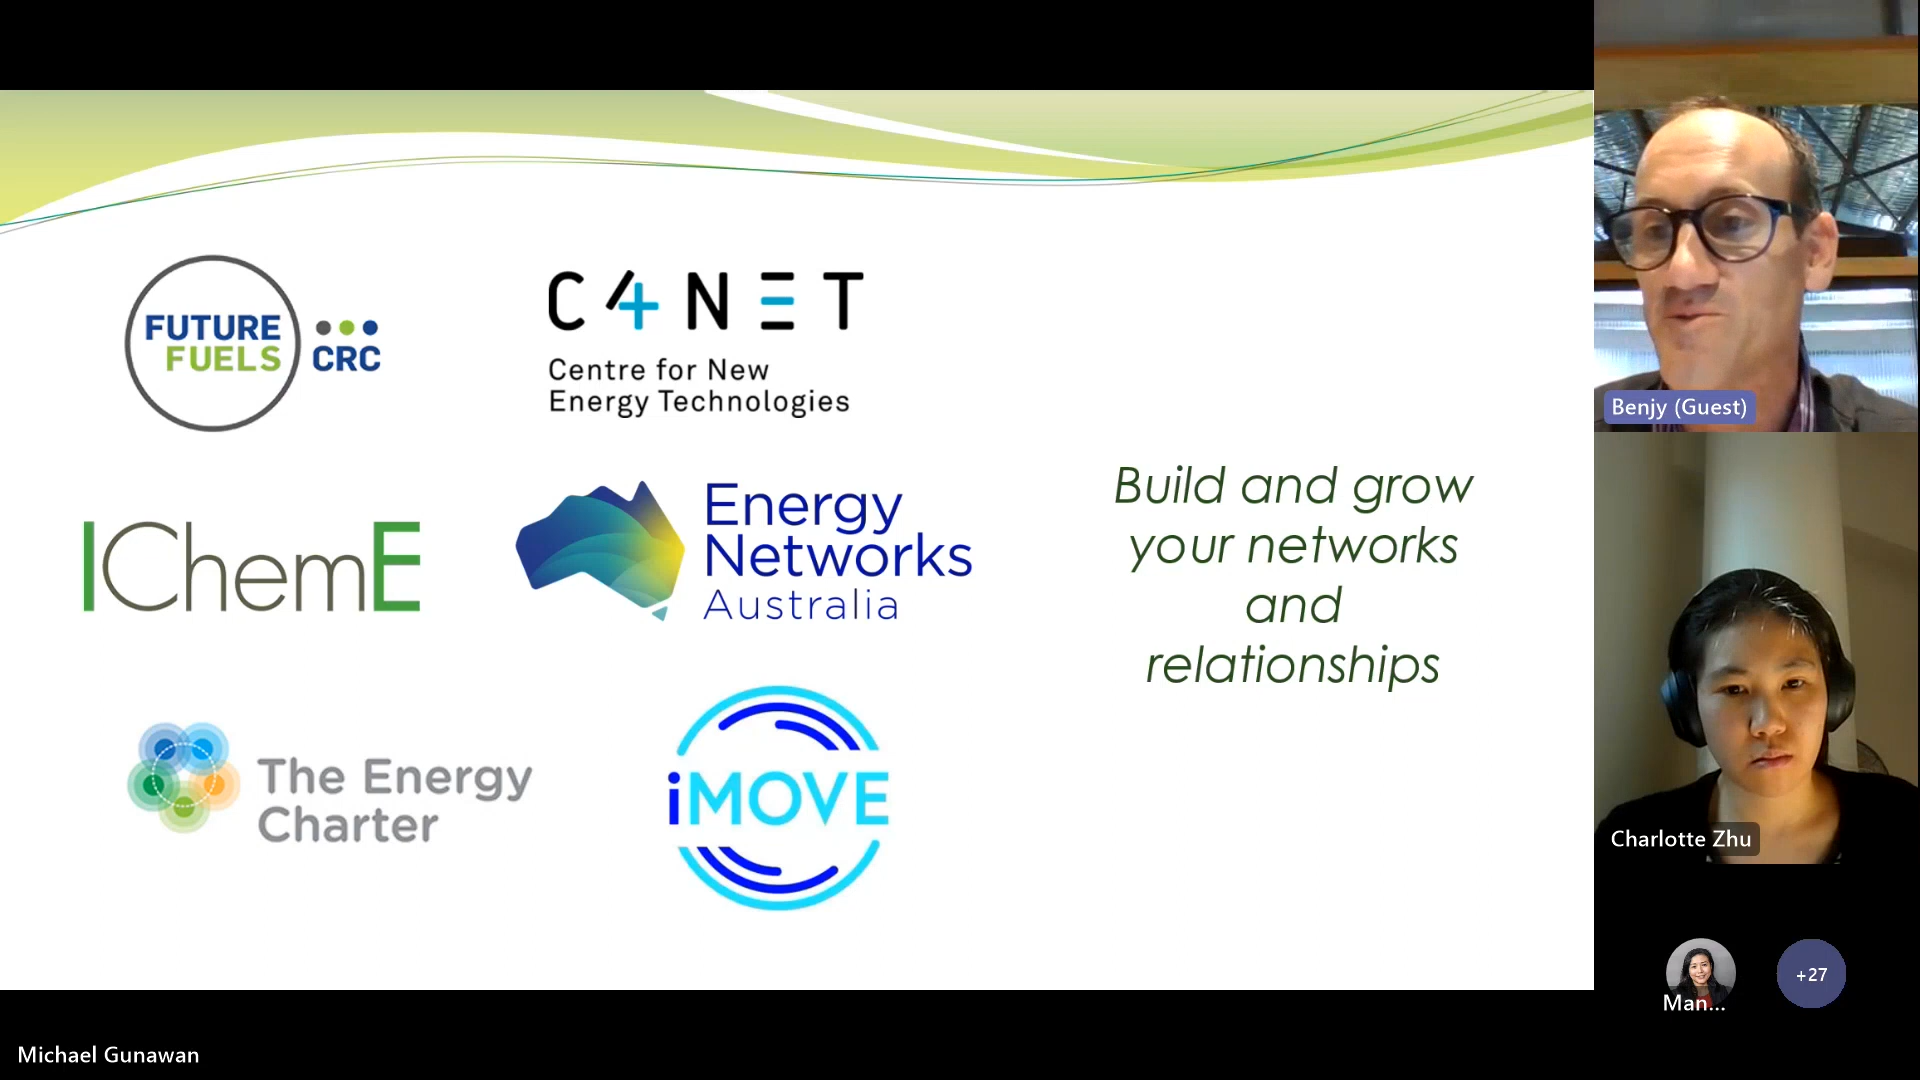 FUTURE
FUELS
CRC
C4NET
Centre for New
Energy Technologies
IChemE
Energy
Networks
Australia
The Energy
Charter
iMOVE
Build and grow
your networks
and
relationships
Benjy (Guest)
Charlotte Zhu
Man...
+27
Michael Gunawan